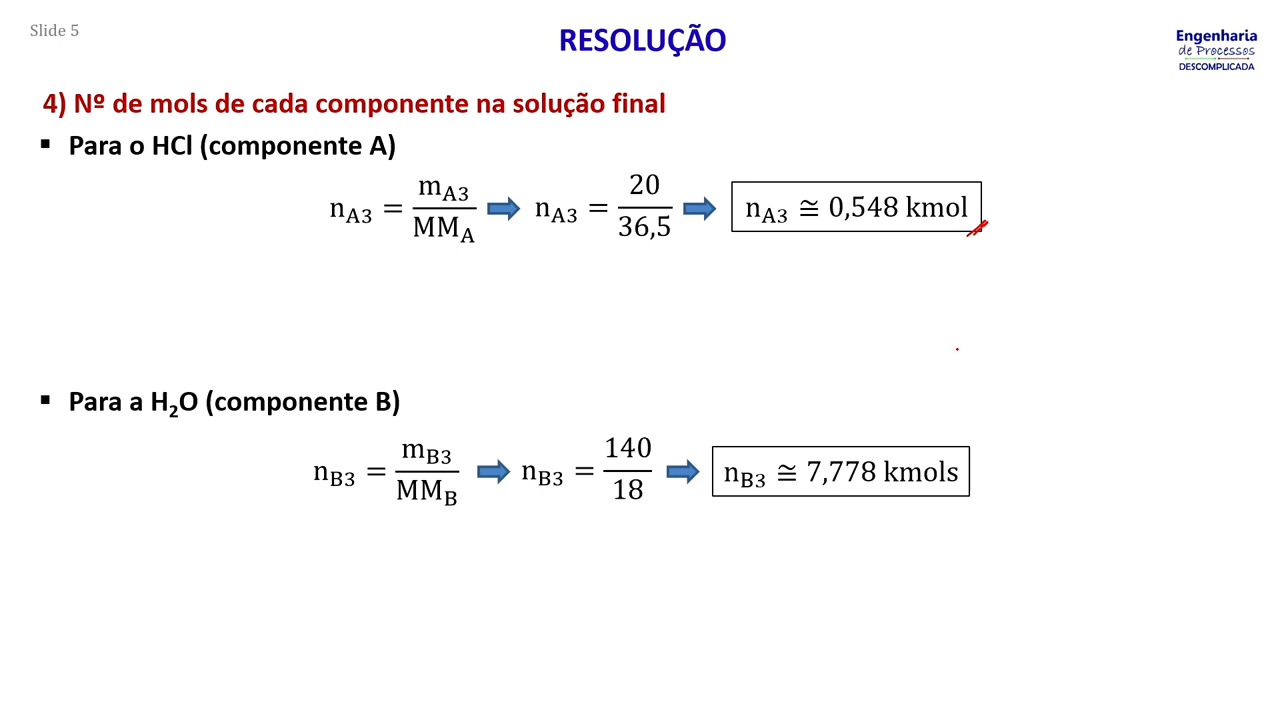 Slide 5
RESOLUÇÃO
Engenharia
de Processos
DESCOMPLICADA
4) Nº de mols de cada componente na solução final
▪ Para o HCl (componente A)
n_A3 = m_A3/MM_A ➡ n_A3 = 20/36,5 ➡ n_A3 ≅ 0,548 kmol
▪ Para a H₂O (componente B)
n_B3 = m_B3/MM_B ➡ n_B3 = 140/18 ➡ n_B3 ≅ 7,778 kmols